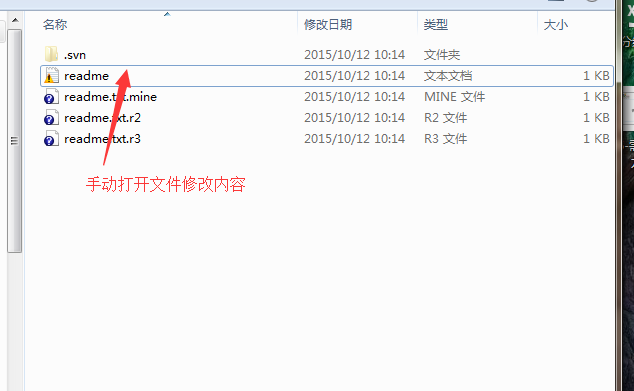 名称 修改日期 类型 大小
.svn 2015/10/12 10:14 文件夹
readme 2015/10/12 10:14 文本文档 1 KB
readme.txt.mine 2015/10/12 10:14 MINE 文件 1 KB
readme.txt.r2 2015/10/12 10:14 R2 文件 1 KB
readme.txt.r3 2015/10/12 10:14 R3 文件 1 KB
手动打开文件修改内容